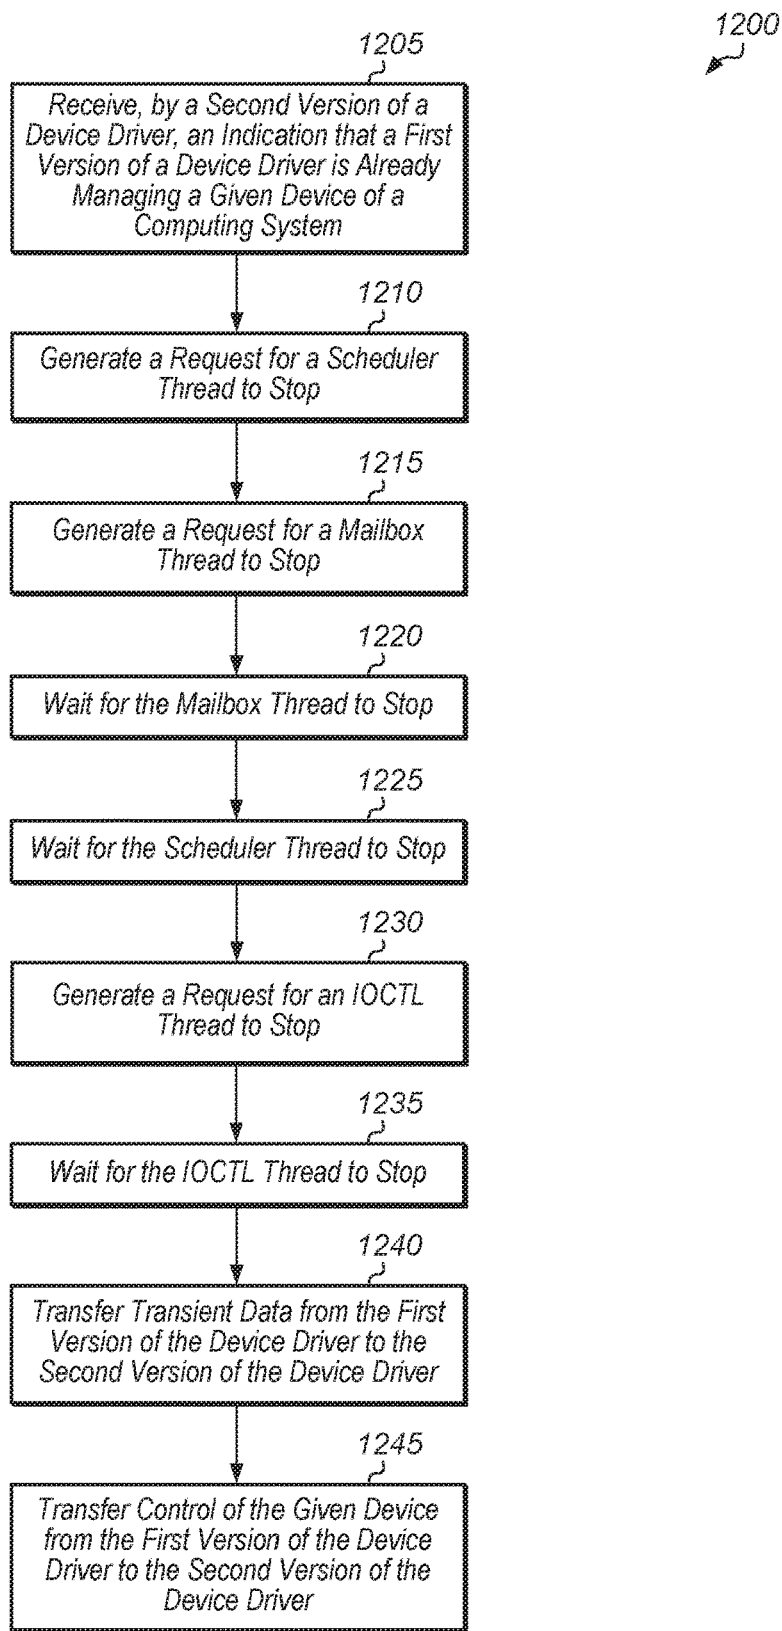 1200
1205
Receive, by a Second Version of a
Device Driver, an Indication that a First
Version of a Device Driver is Already
Managing a Given Device of a
Computing System
1210
Generate a Request for a Scheduler
Thread to Stop
1215
Generate a Request for a Mailbox
Thread to Stop
1220
Wait for the Mailbox Thread to Stop
1225
Wait for the Scheduler Thread to Stop
1230
Generate a Request for an IOCTL
Thread to Stop
1235
Wait for the IOCTL Thread to Stop
1240
Transfer Transient Data from the First
Version of the Device Driver to the
Second Version of the Device Driver
1245
Transfer Control of the Given Device
from the First Version of the Device
Driver to the Second Version of the
Device Driver